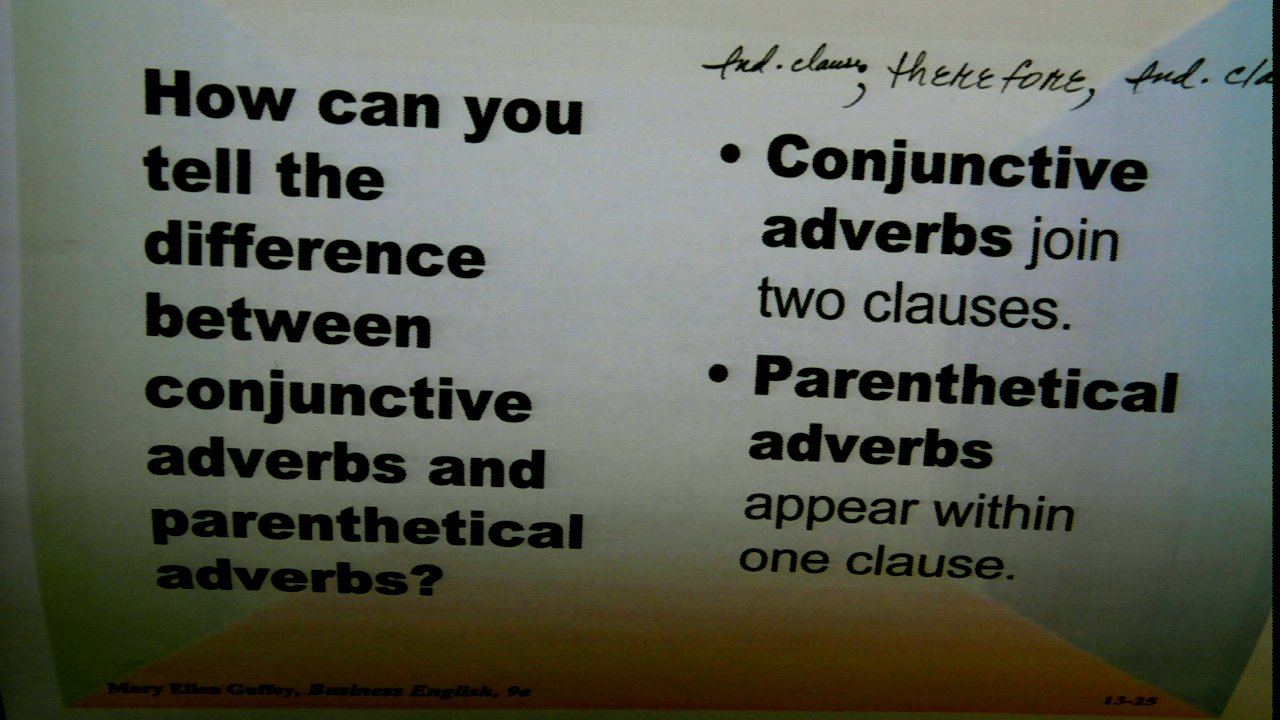 How can you
tell the
difference
between
conjunctive
adverbs and
parenthetical
adverbs?
Ind. clause; therefore, Ind. cla
• Conjunctive
adverbs join
two clauses.
• Parenthetical
adverbs
appear within
one clause.
Mary Ellen Guffey, Business English, 9e
13-25